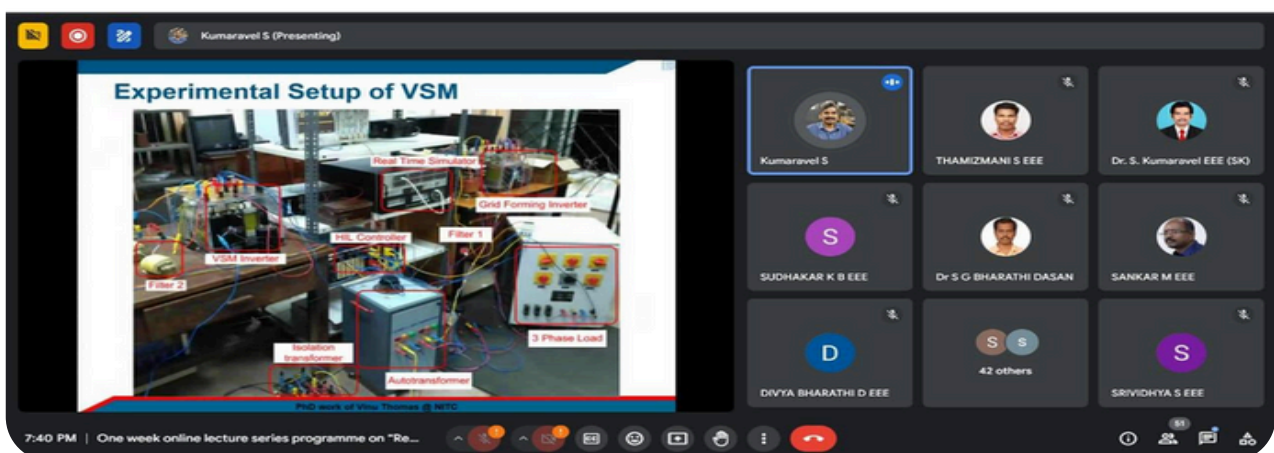 Kumaravel S (Presenting)
Experimental Setup of VSM
Real Time Simulator
Grid Forming Inverter
HIL Controller
Filter 1
VSM Inverter
Filter 2
3 Phase Load
Isolation
transformer
Autotransformer
PhD work of Vinu Thomas @ NITC
Kumaravel S
THAMIZMANI S EEE
Dr. S. Kumaravel EEE (SK)
S
SUDHAKAR K B EEE
Dr S G BHARATHI DASAN
SANKAR M EEE
D
DIVYA BHARATHI D EEE
S S
42 others
S
SRIVIDHYA S EEE
7:40 PM | One week online lecture series programme on "Re...
51